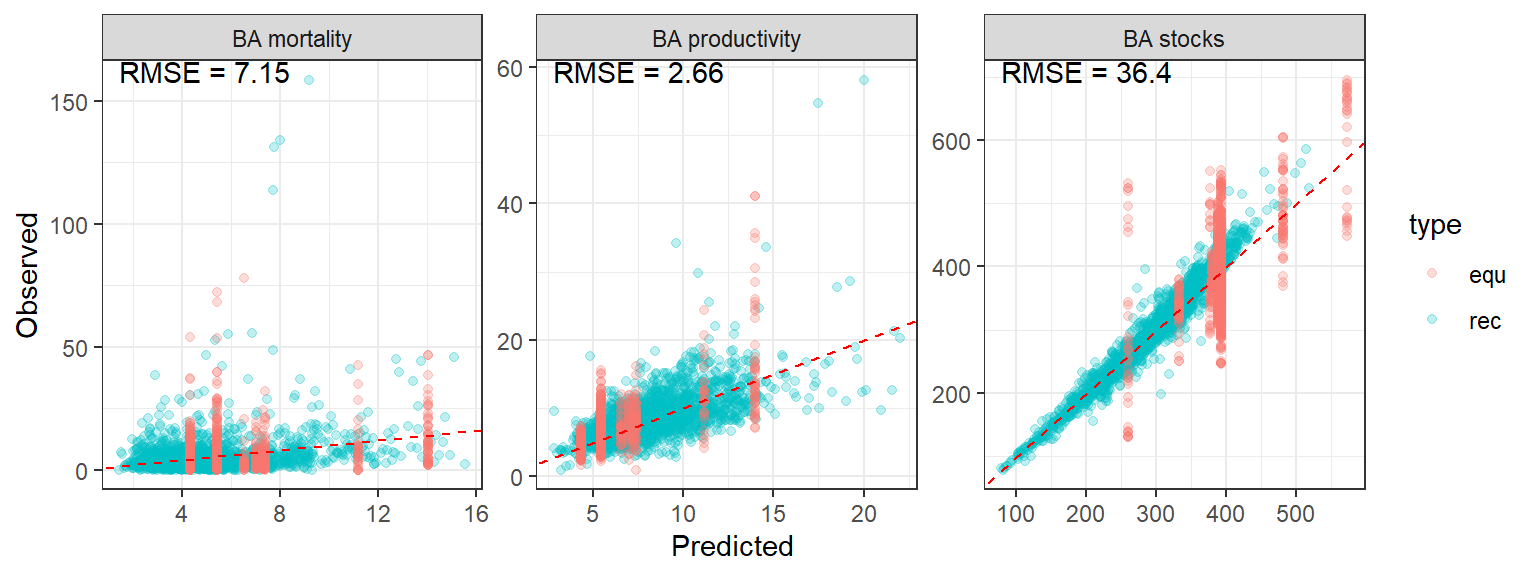 BA mortality
BA productivity
BA stocks
RMSE = 7.15
RMSE = 2.66
RMSE = 36.4
Observed
150
100
50
0
60
40
20
0
600
400
200
4 8 12 16
5 10 15 20
100 200 300 400 500
Predicted
type
equ
rec